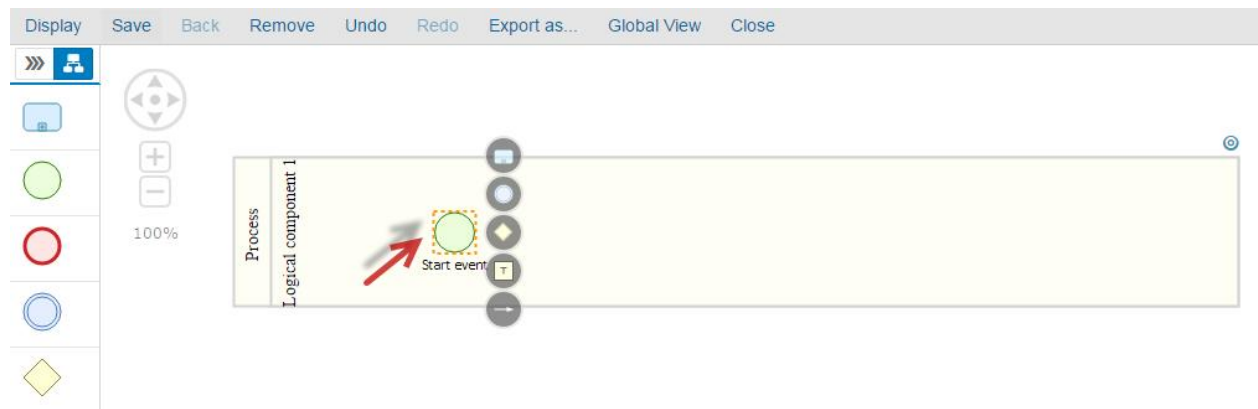 Display Save Back Remove Undo Redo Export as... Global View Close
100%
Process
Logical component 1
Start event
T